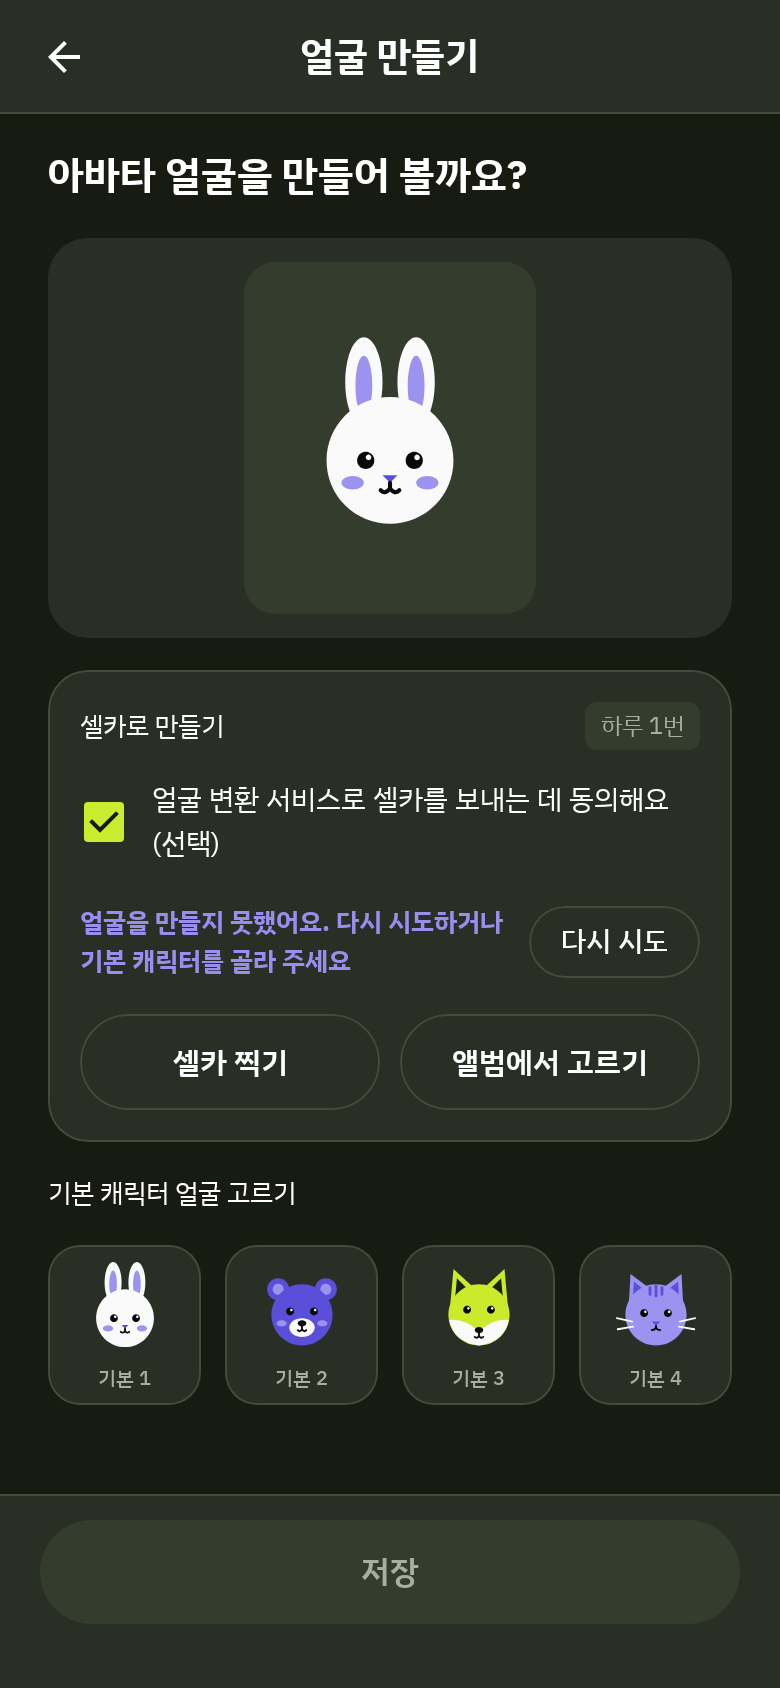 얼굴 만들기
아바타 얼굴을 만들어 볼까요?
셀카로 만들기
하루 1번
얼굴 변환 서비스로 셀카를 보내는 데 동의해요
(선택)
얼굴을 만들지 못했어요. 다시 시도하거나
기본 캐릭터를 골라 주세요
다시 시도
셀카 찍기
앨범에서 고르기
기본 캐릭터 얼굴 고르기
기본 1
기본 2
기본 3
기본 4
저장